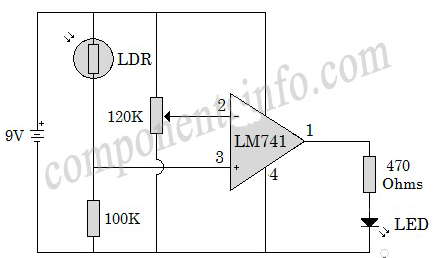 LDR
120K
2
9V
+
−
LM741
1
3
+
4
470
Ohms
100K
LED
componentsinfo.com